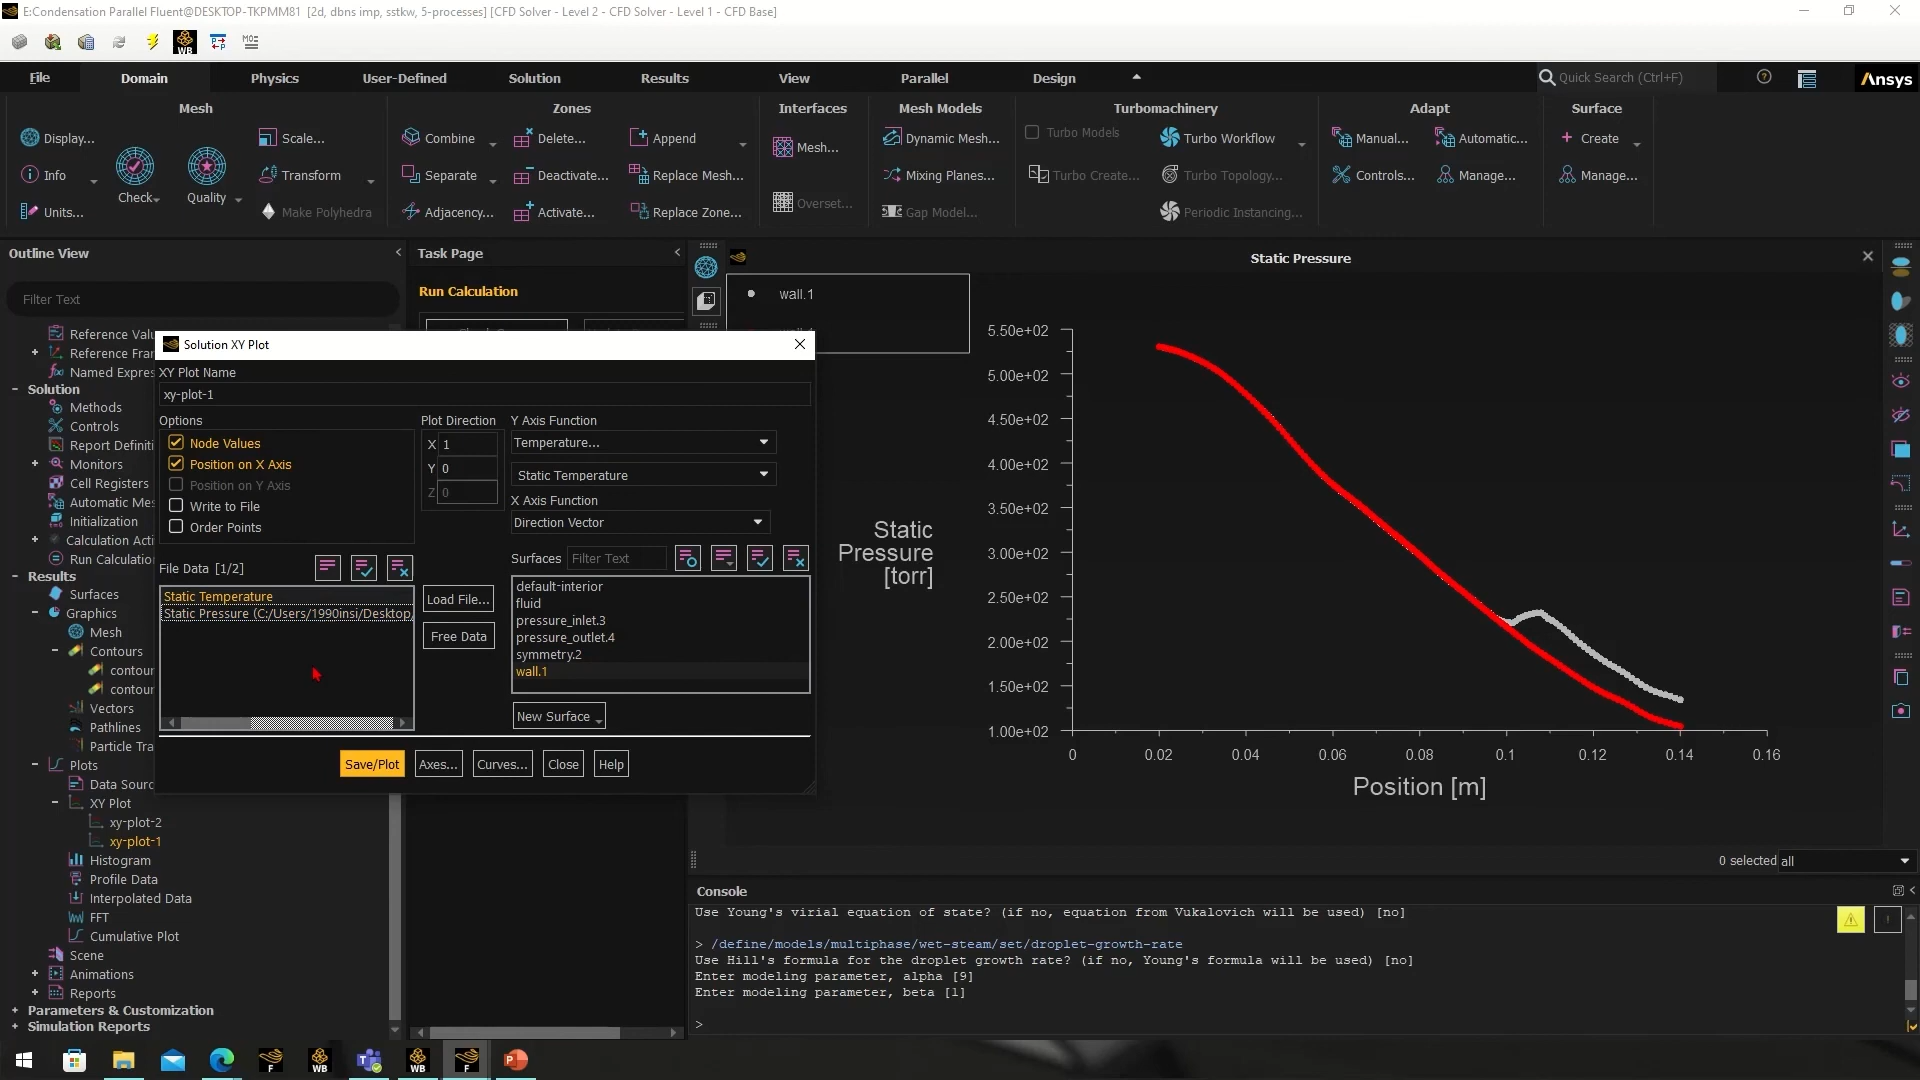 E:Condensation Parallel Fluent@DESKTOP-TKPMM81 [2d, dbns imp, sstkw, 5-processes] [CFD Solver - Level 2 - CFD Solver - Level 1 - CFD Base]
WB
File
Domain
Physics
User-Defined
Solution
Results
View
Parallel
Design
Quick Search (Ctrl+F)
Ansys
Mesh
Zones
Interfaces
Mesh Models
Turbomachinery
Adapt
Surface
Display...
Info
Units...
Check
Quality
Scale...
Transform
Make Polyhedra
Combine
Separate
Adjacency...
Delete...
Deactivate...
Activate...
Append
Replace Mesh...
Replace Zone...
Mesh...
Overset...
Dynamic Mesh...
Mixing Planes...
Gap Model...
Turbo Models
Turbo Create...
Turbo Workflow
Turbo Topology...
Periodic Instancing...
Manual...
Controls...
Automatic...
Manage...
Create
Manage...
Outline View
Filter Text
Reference Valu
Reference Fran
Named Expres
Solution
Methods
Controls
Report Definiti
Monitors
Cell Registers
Automatic Mes
Initialization
Calculation Acti
Run Calculatio
Results
Surfaces
Graphics
Mesh
Contours
contour
contour
Vectors
Pathlines
Particle Tra
Plots
Data Sourc
XY Plot
xy-plot-2
xy-plot-1
Histogram
Profile Data
Interpolated Data
FFT
Cumulative Plot
Scene
Animations
Reports
Parameters & Customization
Simulation Reports
Task Page
Run Calculation
Solution XY Plot
XY Plot Name
xy-plot-1
Options
Node Values
Position on X Axis
Position on Y Axis
Write to File
Order Points
Plot Direction
X 1
Y 0
Z 0
Y Axis Function
Temperature...
Static Temperature
X Axis Function
Direction Vector
File Data [1/2]
Static Temperature
Static Pressure (C:/Users/1990insi/Desktop,
Load File...
Free Data
Surfaces
Filter Text
default-interior
fluid
pressure_inlet.3
pressure_outlet.4
symmetry.2
wall.1
New Surface
Save/Plot
Axes...
Curves...
Close
Help
Static Pressure
wall.1
5.50e+02
5.00e+02
4.50e+02
4.00e+02
3.50e+02
3.00e+02
2.50e+02
2.00e+02
1.50e+02
1.00e+02
Static
Pressure
[torr]
0
0.02
0.04
0.06
0.08
0.1
0.12
0.14
0.16
Position [m]
0 selected all
Console
Use Young's virial equation of state? (if no, equation from Vukalovich will be used) [no]
> /define/models/multiphase/wet-steam/set/droplet-growth-rate
Use Hill's formula for the droplet growth rate? (if no, Young's formula will be used) [no]
Enter modeling parameter, alpha [9]
Enter modeling parameter, beta [1]
>
F
WB
WB
F
P